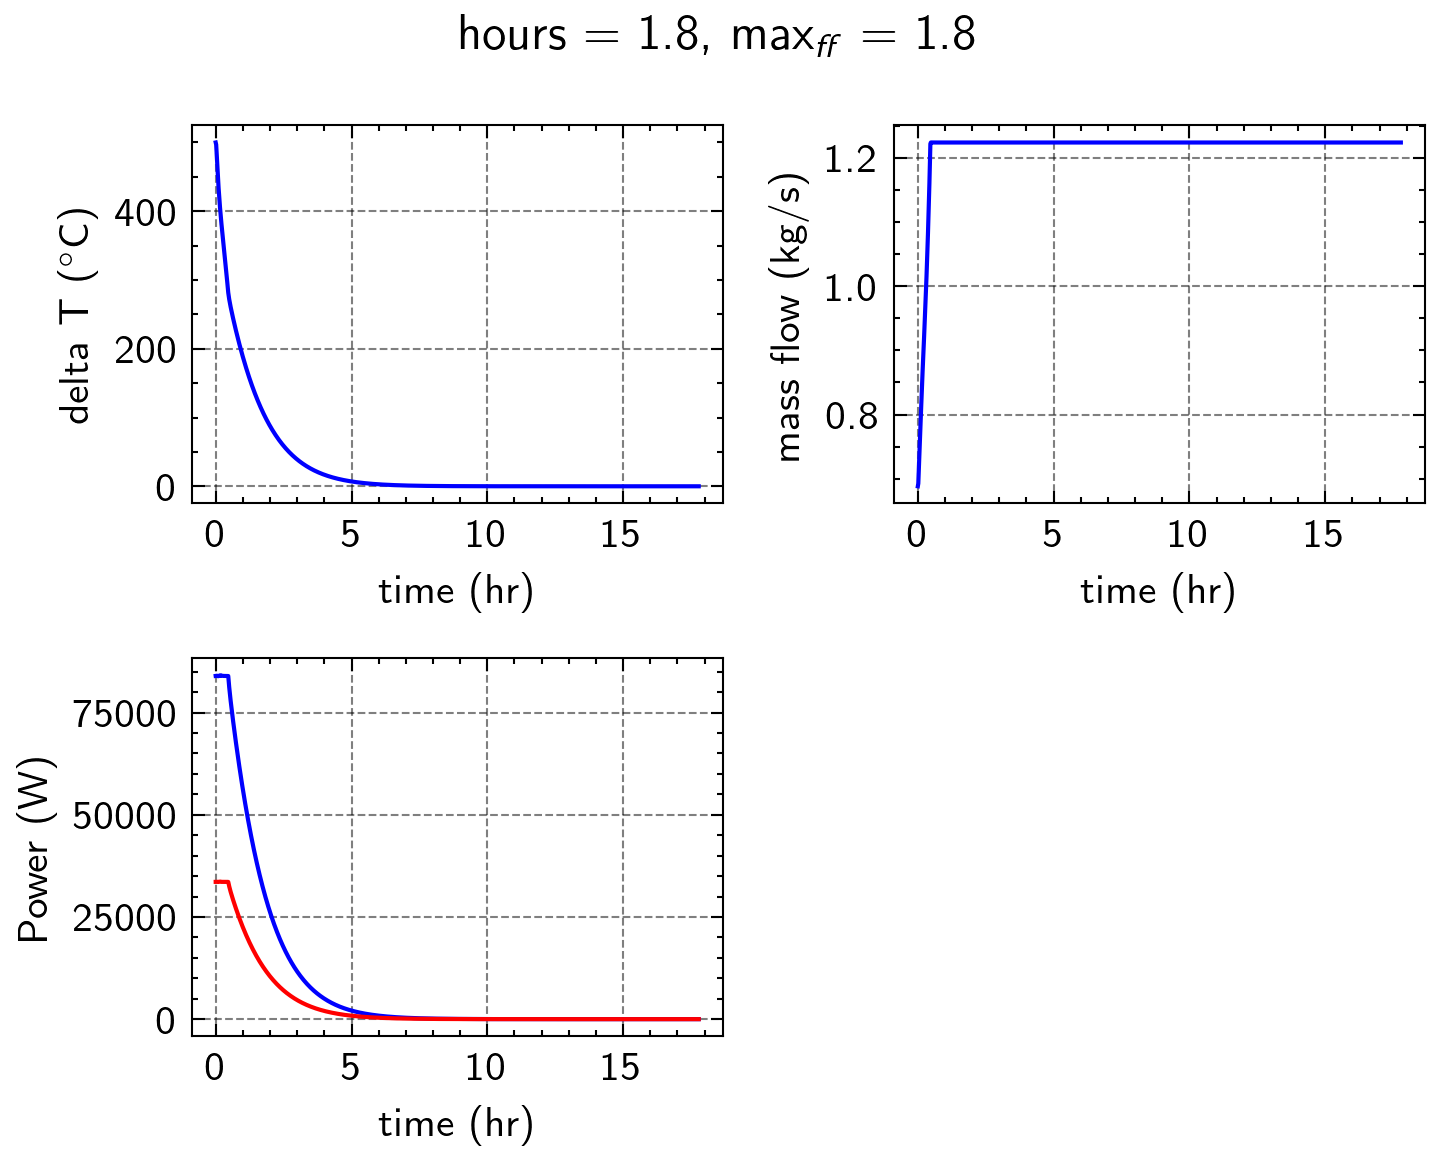 hours = 1.8, max_ff = 1.8
delta T (°C)
400
200
0
0 5 10 15
time (hr)
mass flow (kg/s)
1.2
1.0
0.8
0 5 10 15
time (hr)
Power (W)
75000
50000
25000
0
0 5 10 15
time (hr)